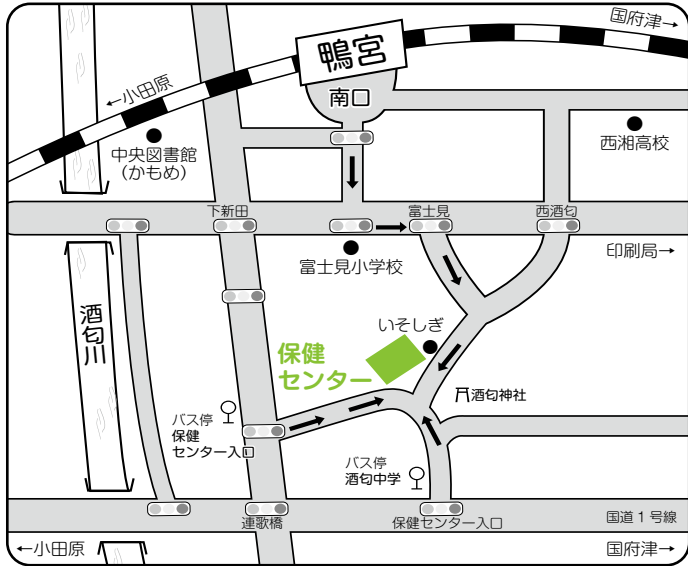 国府津→
鴨宮
←小田原
南口
中央図書館
（かもめ）
西湘高校
下新田
富士見
西酒匂
印刷局→
富士見小学校
酒匂川
いそしぎ
保健
センター
酒匂神社
バス停
保健
センター入口
バス停
酒匂中学
連歌橋
保健センター入口
国道１号線
←小田原
国府津→